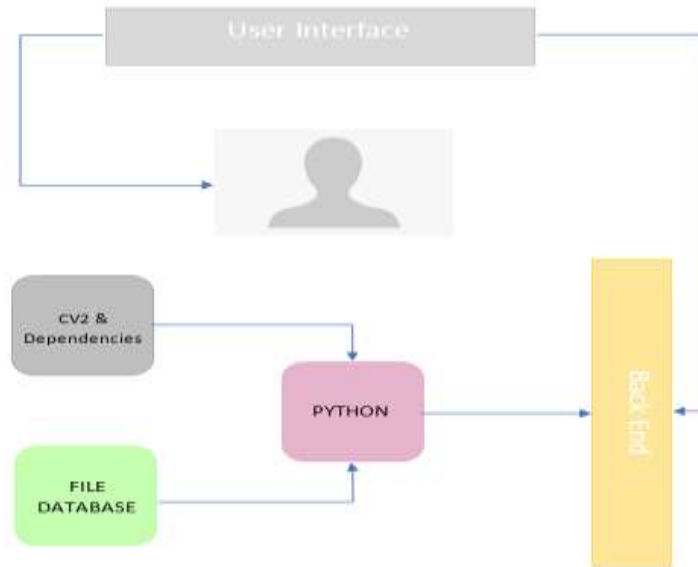 User Interface
CV2 &
Dependencies
PYTHON
Back End
FILE
DATABASE